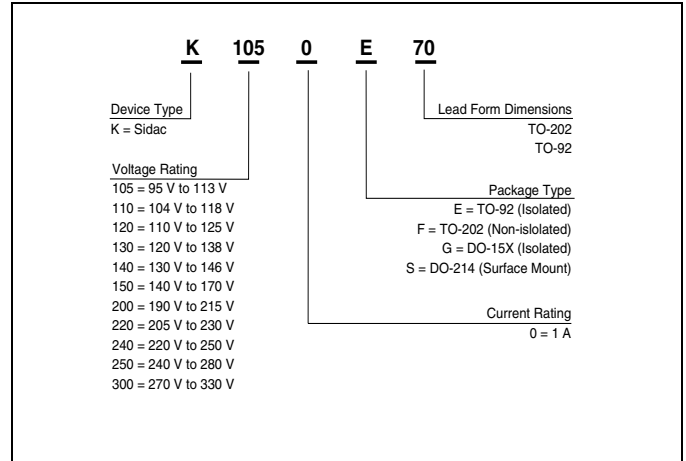 K 105 0 E 70
Device Type
K = Sidac
Voltage Rating
105 = 95 V to 113 V
110 = 104 V to 118 V
120 = 110 V to 125 V
130 = 120 V to 138 V
140 = 130 V to 146 V
150 = 140 V to 170 V
200 = 190 V to 215 V
220 = 205 V to 230 V
240 = 220 V to 250 V
250 = 240 V to 280 V
300 = 270 V to 330 V
Lead Form Dimensions
TO-202
TO-92
Package Type
E = TO-92 (Isolated)
F = TO-202 (Non-islolated)
G = DO-15X (Isolated)
S = DO-214 (Surface Mount)
Current Rating
0 = 1 A